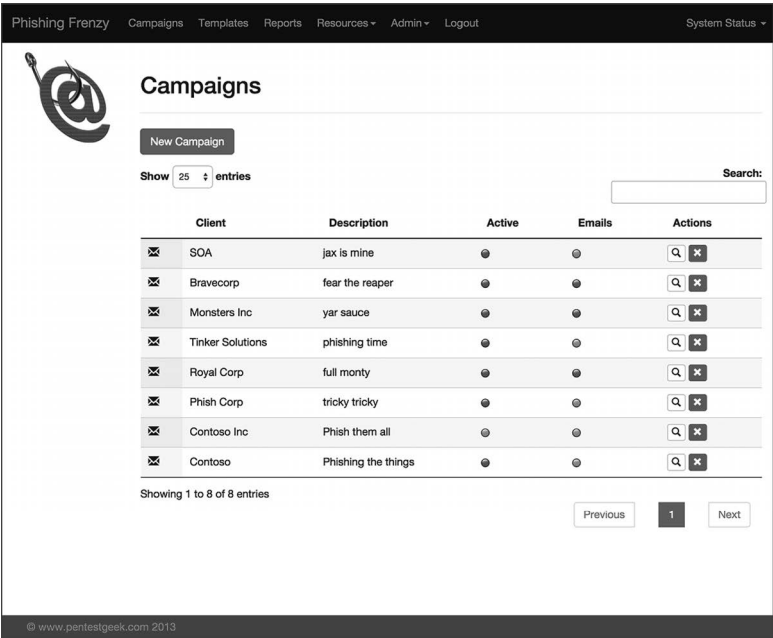 Phishing Frenzy Campaigns Templates Reports Resources Admin Logout System Status
@
Campaigns
New Campaign
Show 25 entries
Search:
Client Description Active Emails Actions
SOA jax is mine
Bravecorp fear the reaper
Monsters Inc yar sauce
Tinker Solutions phishing time
Royal Corp full monty
Phish Corp tricky tricky
Contoso Inc Phish them all
Contoso Phishing the things
Showing 1 to 8 of 8 entries
Previous 1 Next
© www.pentestgeek.com 2013